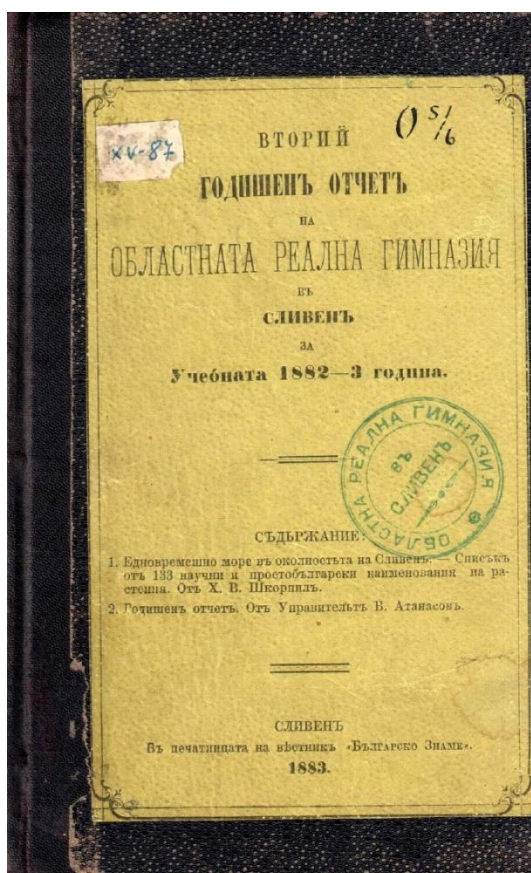 ВТОРИЙ
ГОДИШЕНЪ ОТЧЕТЪ
НА
ОБЛАСТНАТА РЕАЛНА ГИМНАЗИЯ
ВЪ
СЛИВЕНЪ
ЗА
Учебната 1882—3 година.
XV-87
О 51/6
ОБЛАСТНА РЕАЛНА ГИМНАЗИЯ
ВЪ
СЛИВЕНЪ
СЪДЪРЖАНИЕ:
1. Едновремешно море въ околностьта на Сливенъ. — Списъкъ
отъ 133 научни и простобългарски наименования на ра-
стения. Отъ Х. В. Шкорпилъ.
2. Годишенъ отчетъ. Отъ Управительтъ В. Атанасовъ.
СЛИВЕНЪ
Въ печатницата на вѣстникъ «Българско Знаме».
1883.